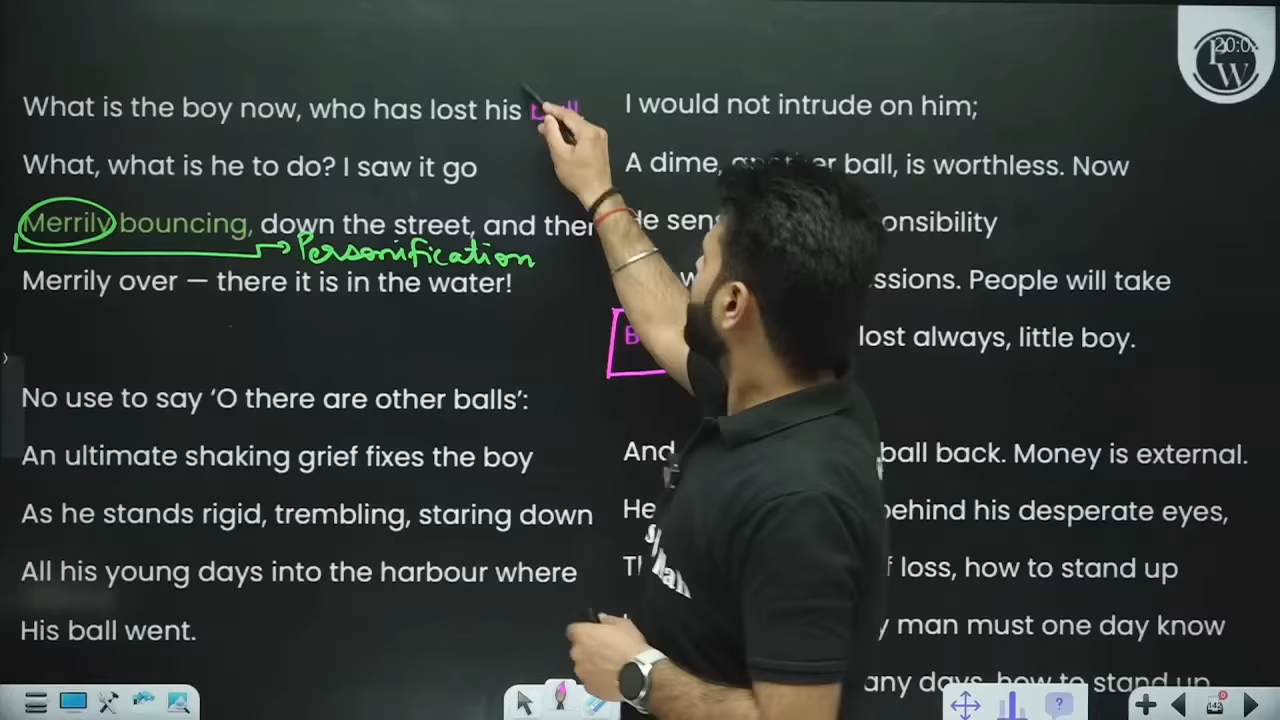 What is the boy now, who has lost his
What, what is he to do? I saw it go
Merrily bouncing, down the street, and then
Personification
Merrily over — there it is in the water!
No use to say ‘O there are other balls’:
An ultimate shaking grief fixes the boy
As he stands rigid, trembling, staring down
All his young days into the harbour where
His ball went.
I would not intrude on him;
A dime, ball, is worthless. Now
People will take
lost always, little boy.
And ball back. Money is external.
He behind his desperate eyes,
loss, how to stand up
man must one day know
days, how to stand up
PW
142